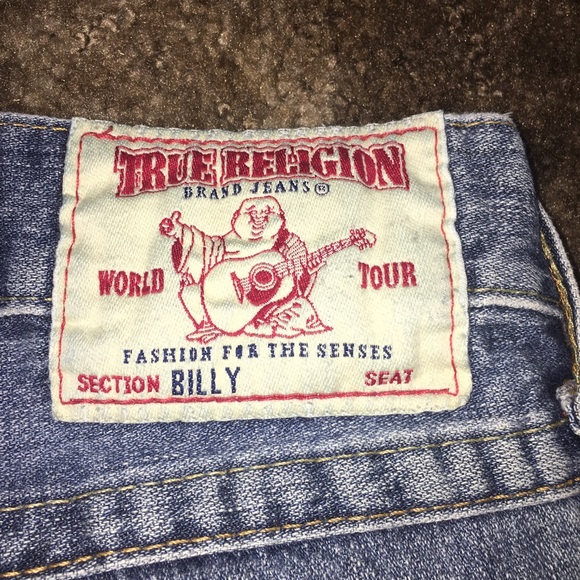 TRUE RELIGION
BRAND JEANS®
WORLD TOUR
FASHION FOR THE SENSES
SECTION BILLY SEAT